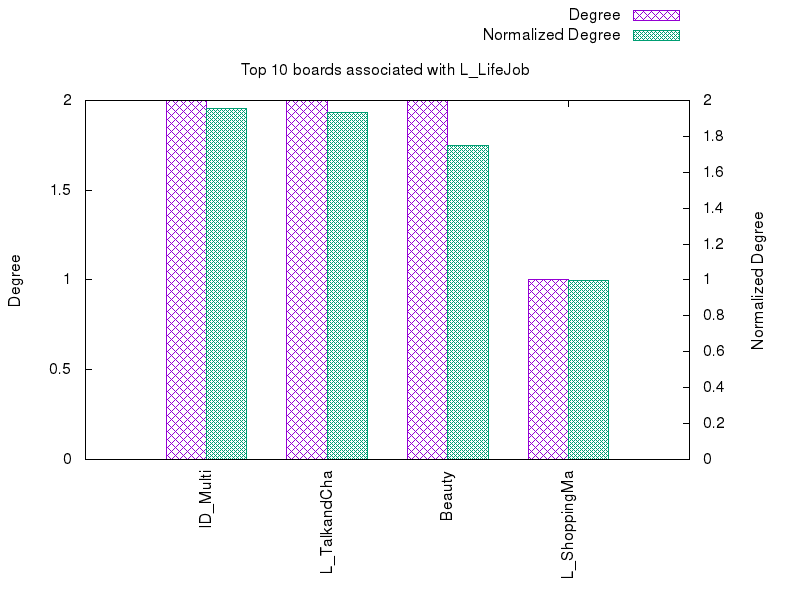 Degree
Normalized Degree
Top 10 boards associated with L_LifeJob
2
1.5
1
0.5
0
Degree
2
1.8
1.6
1.4
1.2
1
0.8
0.6
0.4
0.2
0
Normalized Degree
ID_Multi
L_TalkandCha
Beauty
L_ShoppingMa